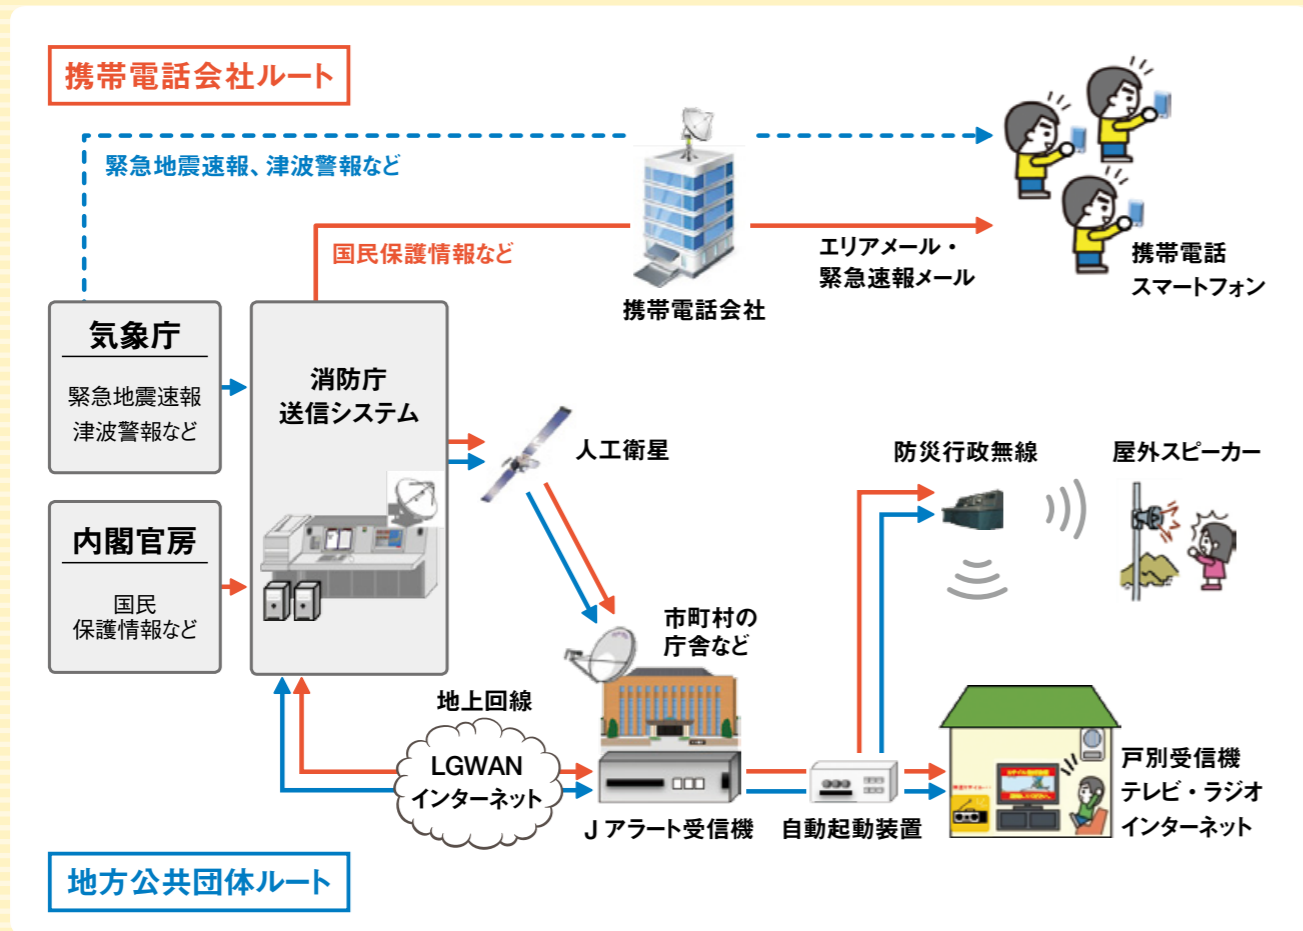 携帯電話会社ルート
緊急地震速報、津波警報など
国民保護情報など
携帯電話会社
エリアメール・
緊急速報メール
携帯電話
スマートフォン
気象庁
緊急地震速報
津波警報など
内閣官房
国民
保護情報など
消防庁
送信システム
人工衛星
防災行政無線
屋外スピーカー
市町村の
庁舎など
地上回線
LGWAN
インターネット
Jアラート受信機
自動起動装置
戸別受信機
テレビ・ラジオ
インターネット
地方公共団体ルート